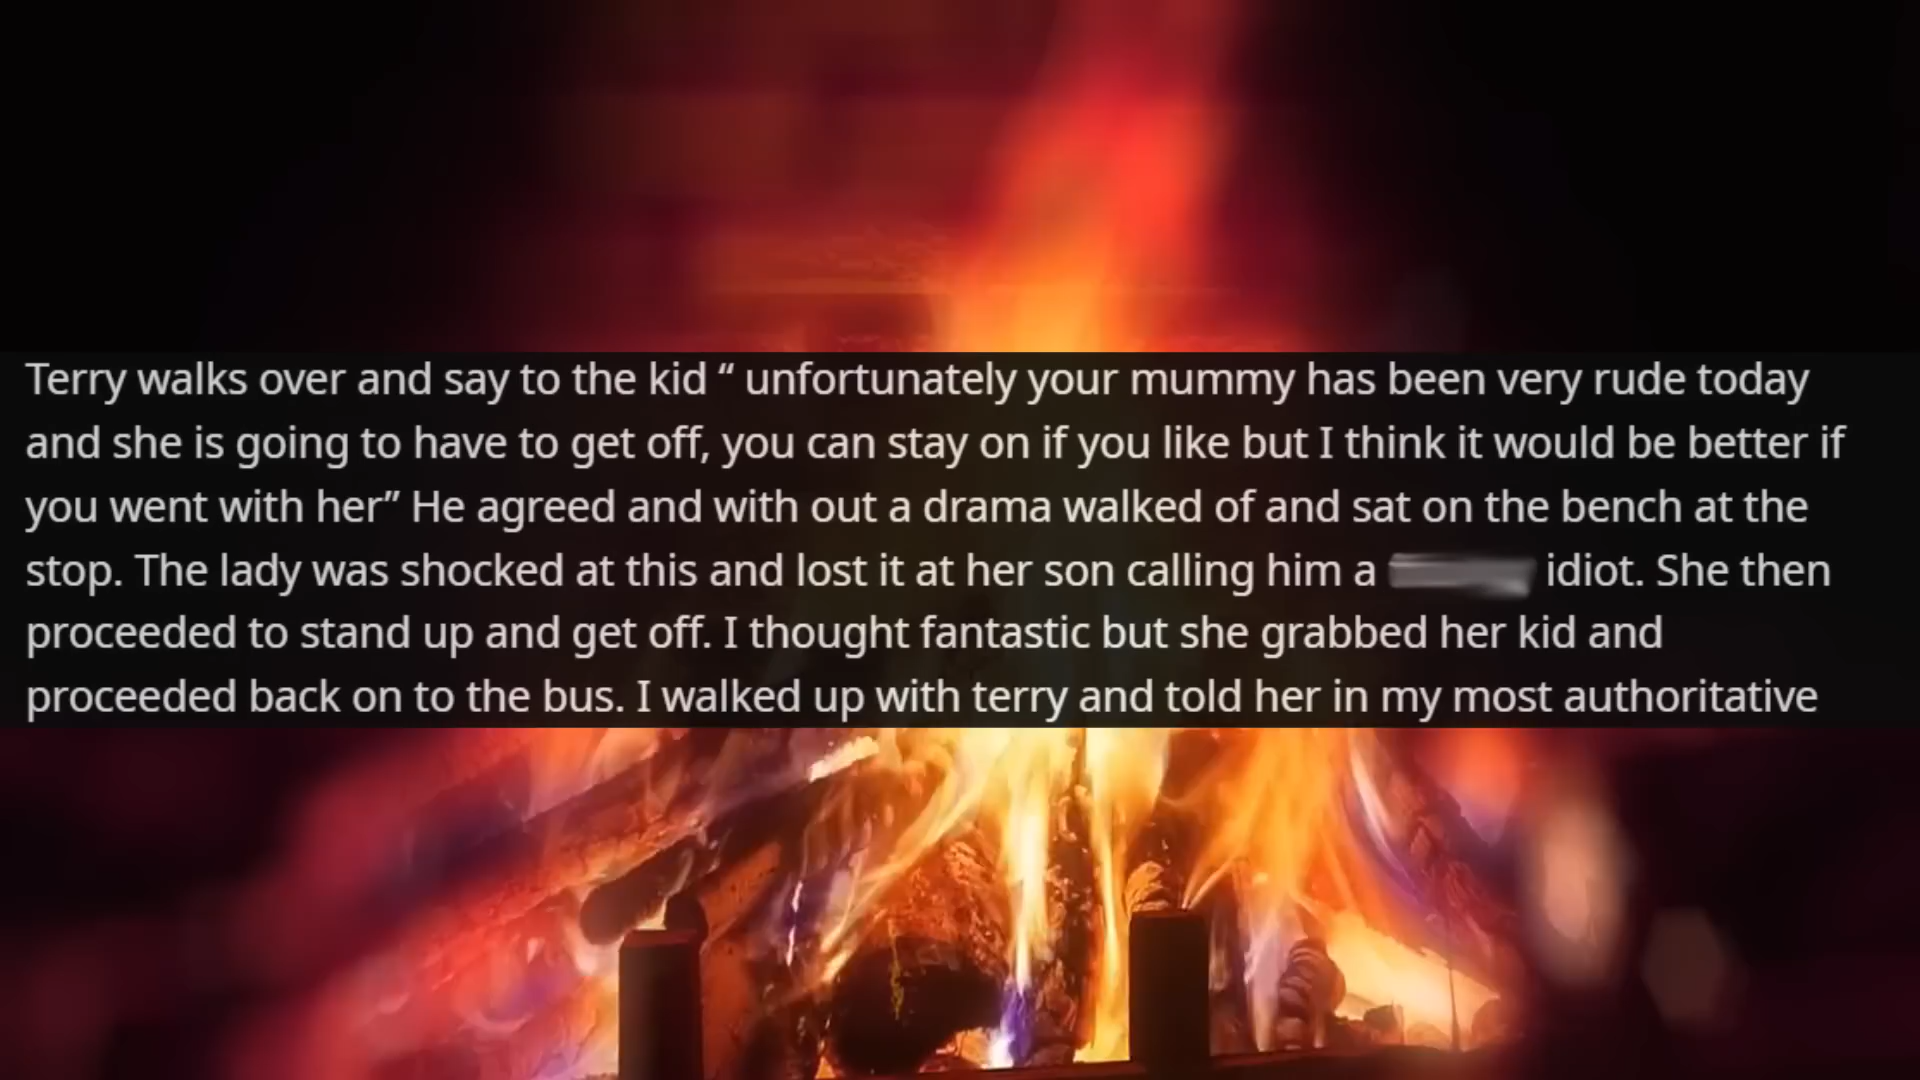 Terry walks over and say to the kid “ unfortunately your mummy has been very rude today
and she is going to have to get off, you can stay on if you like but I think it would be better if
you went with her” He agreed and with out a drama walked of and sat on the bench at the
stop. The lady was shocked at this and lost it at her son calling him a idiot. She then
proceeded to stand up and get off. I thought fantastic but she grabbed her kid and
proceeded back on to the bus. I walked up with terry and told her in my most authoritative